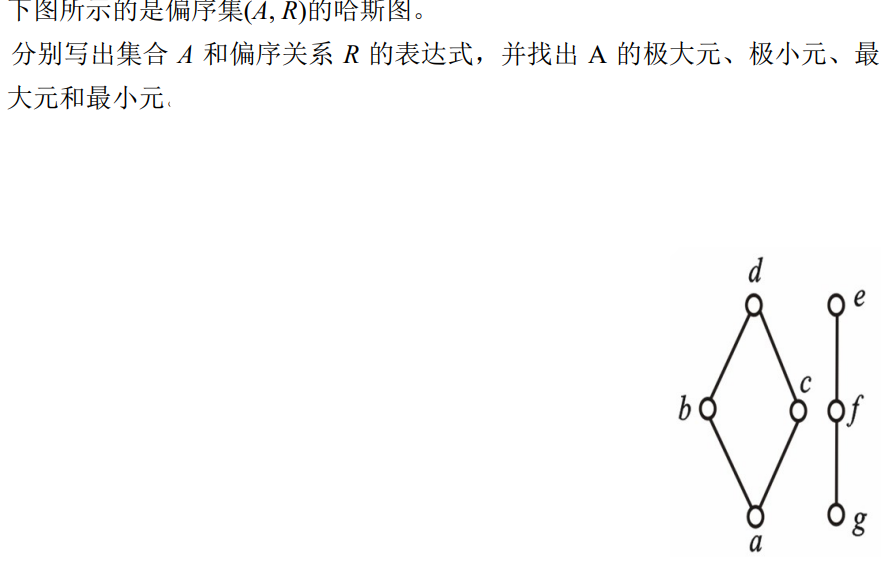 下图所示的是偏序集(A, R)的哈斯图。
分别写出集合 A 和偏序关系 R 的表达式，并找出 A 的极大元、极小元、最
大元和最小元
d
e
c
b
f
g
a